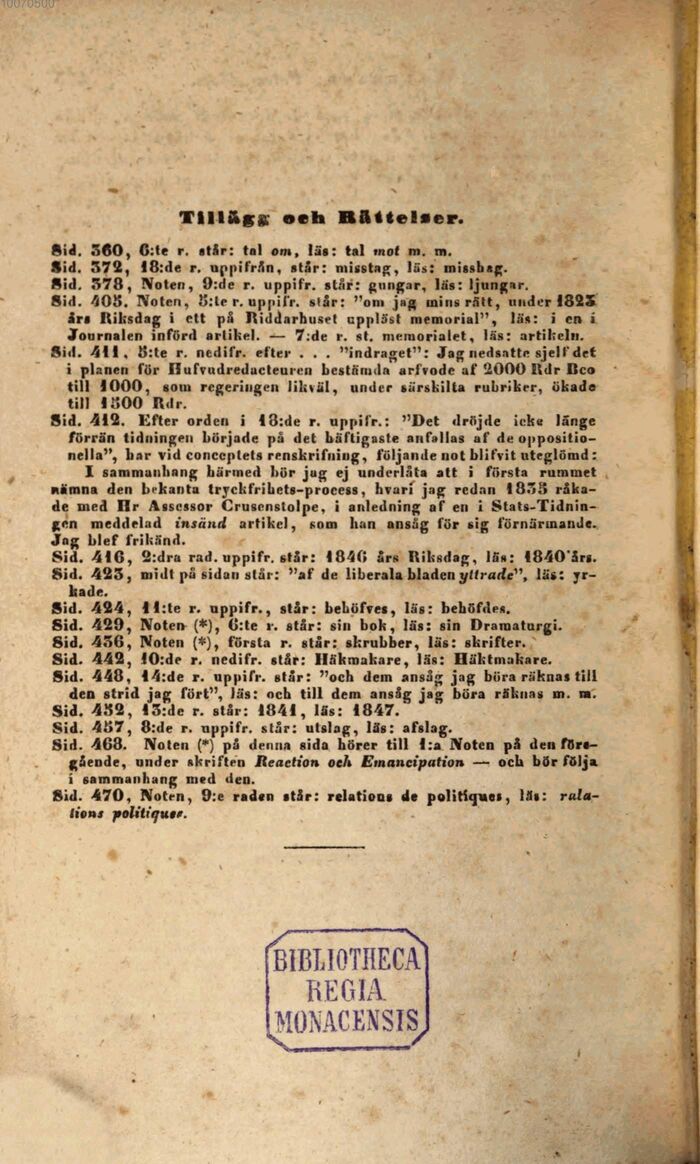 10070500
Tillägg och Rättelser.
Sid. 360, 6:te r. står: tal om, läs: tal mot m. m.
Sid. 372, 18:de r. uppifrån, står: misstag, läs: misshag.
Sid. 378, Noten, 9:de r. uppifr. står: gungar, läs: ljungar.
Sid. 405. Noten, 5:te r. uppifr. står: "om jag mins rätt, under 1823
års Riksdag i ett på Riddarhuset uppläst memorial", läs: i en i
Journalen införd artikel. — 7:de r. st. memorialet, läs: artikeln.
Sid. 411, 8:te r. nedifr. efter . . . "indraget": Jag nedsatte sjelf det
i planen för Hufvudredacteuren bestämda arfvode af 2000 Rdr Bco
till 1000, som regeringen likväl, under särskilta rubriker, ökade
till 1500 Rdr.
Sid. 412. Efter orden i 18:de r. uppifr.: "Det dröjde icke länge
förrän tidningen började på det häftigaste anfallas af de oppositio-
nella", har vid conceptets renskrifning, följande not blifvit uteglömd:
I sammanhang härmed bör jag ej underlåta att i första rummet
nämna den bekanta tryckfrihets-process, hvari jag redan 1835 råka-
de med Hr Assessor Crusenstolpe, i anledning af en i Stats-Tidnin-
gen meddelad insänd artikel, som han ansåg för sig förnärmande.
Jag blef frikänd.
Sid. 416, 2:dra rad. uppifr. står: 1846 års Riksdag, läs: 1840 års.
Sid. 423, midt på sidan står: "af de liberala bladen yttrade", läs: yr-
kade.
Sid. 424, 11:te r. uppifr., står: behöfves, läs: behöfdes.
Sid. 429, Noten (*), 6:te r. står: sin bok, läs: sin Dramaturgi.
Sid. 436, Noten (*), första r. står: skrubber, läs: skrifter.
Sid. 442, 10:de r. nedifr. står: Häkmakare, läs: Häktmakare.
Sid. 448, 14:de r. uppifr. står: "och dem ansåg jag böra räknas till
den strid jag fört", läs: och till dem ansåg jag böra räknas m. m.
Sid. 452, 13:de r. står: 1841, läs: 1847.
Sid. 457, 8:de r. uppifr. står: utslag, läs: afslag.
Sid. 468. Noten (*) på denna sida hörer till 1:a Noten på den före-
gående, under skriften Reaction och Emancipation — och bör följa
i sammanhang med den.
Sid. 470, Noten, 9:e raden står: relations de politiques, läs: rala-
tions politiques.
BIBLIOTHECA
REGIA
MONACENSIS